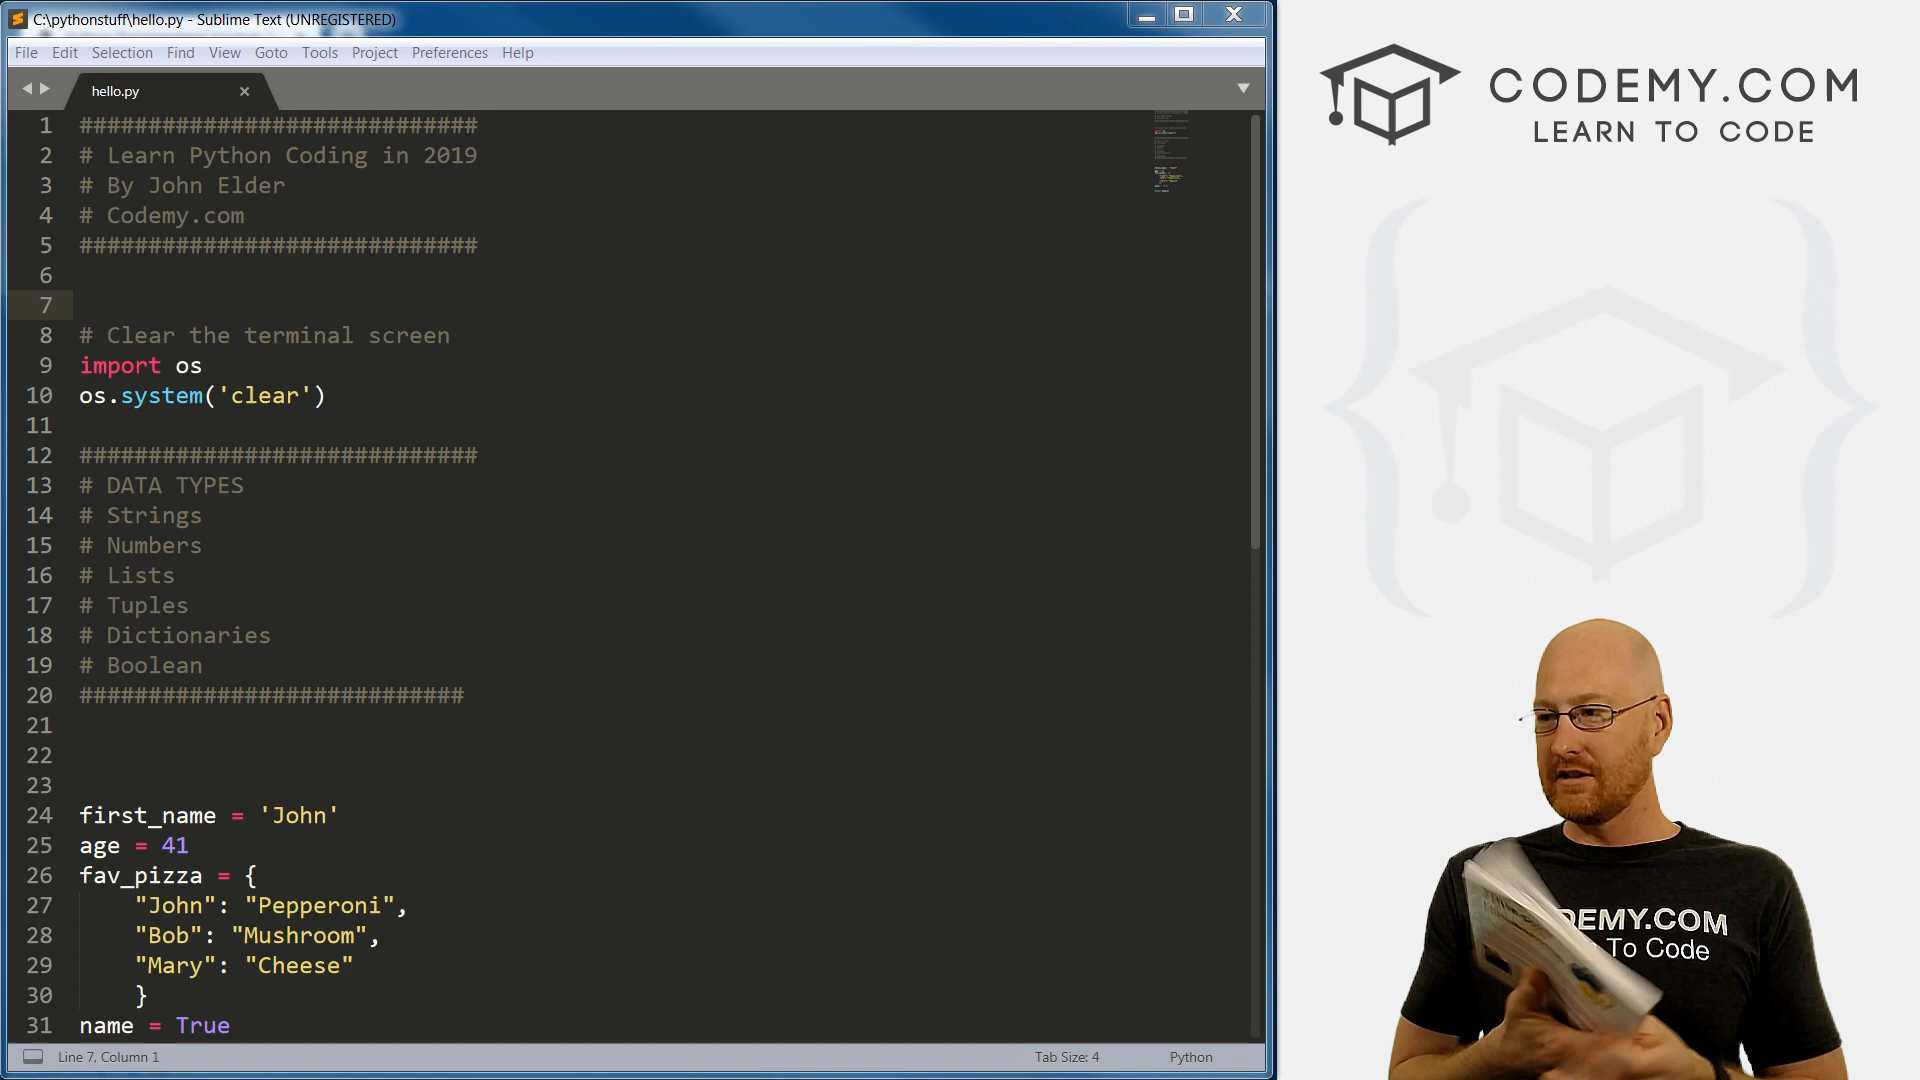 C:\pythonstuff\hello.py - Sublime Text (UNREGISTERED)
File Edit Selection Find View Goto Tools Project Preferences Help
hello.py
1 #############################
2 # Learn Python Coding in 2019
3 # By John Elder
4 # Codemy.com
5 #############################
6
7
8 # Clear the terminal screen
9 import os
10 os.system('clear')
11
12 #############################
13 # DATA TYPES
14 # Strings
15 # Numbers
16 # Lists
17 # Tuples
18 # Dictionaries
19 # Boolean
20 ############################
21
22
23
24 first_name = 'John'
25 age = 41
26 fav_pizza = {
27 "John": "Pepperoni",
28 "Bob": "Mushroom",
29 "Mary": "Cheese"
30 }
31 name = True
Line 7, Column 1
Tab Size: 4
Python
CODEMY.COM
LEARN TO CODE
DEMY.COM
To Code